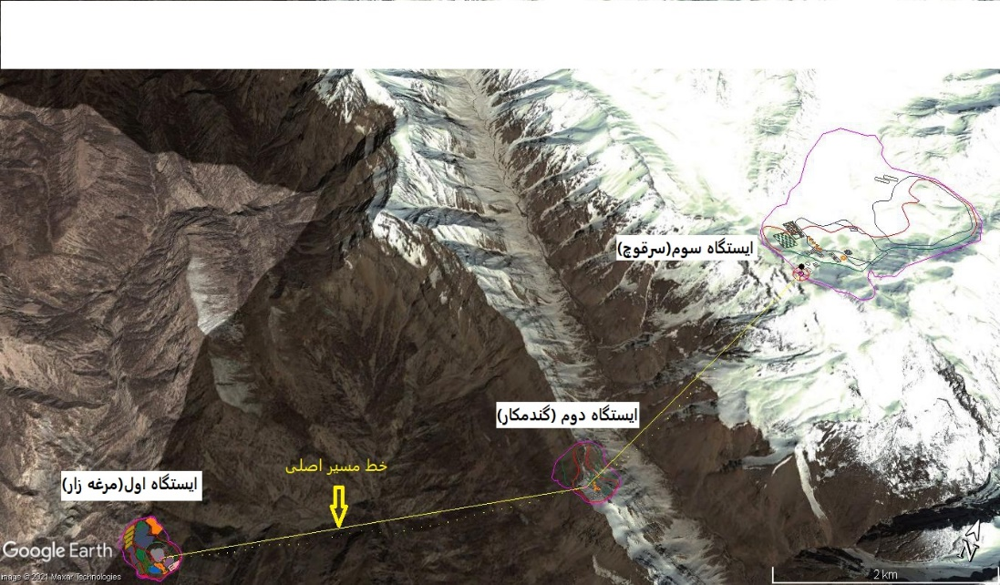 ایستگاه سوم(سرقوچ)
ایستگاه دوم (گندمکار)
خط مسیر اصلی
ایستگاه اول(مرغه زار)
Google Earth
Image © 2021 Maxar Technologies
N
2 km